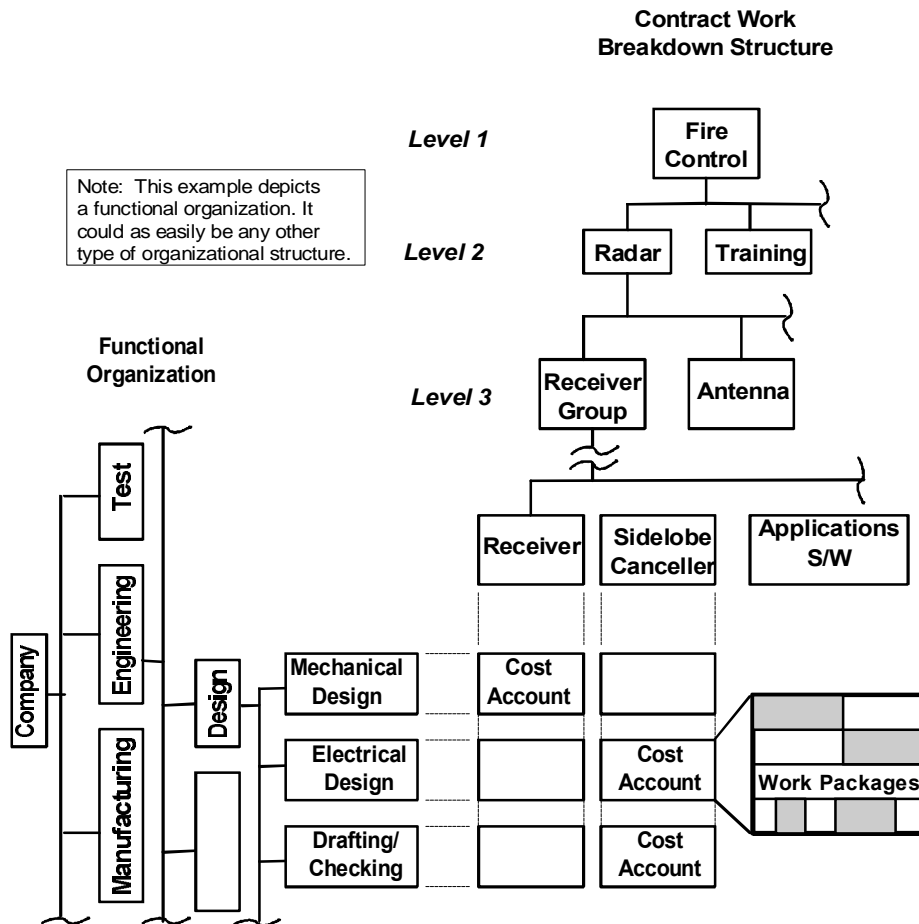 Contract Work
Breakdown Structure
Level 1
Fire
Control
Note: This example depicts
a functional organization. It
could as easily be any other
type of organizational structure.
Level 2
Radar
Training
Functional
Organization
Level 3
Receiver
Group
Antenna
Test
Receiver
Sidelobe
Canceller
Applications
S/W
Company
Engineering
Design
Mechanical
Design
Cost
Account
Electrical
Design
Cost
Account
Work Packages
Manufacturing
Drafting/
Checking
Cost
Account